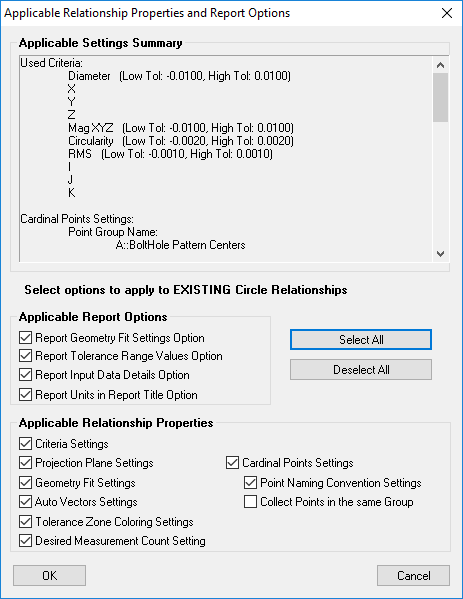 Applicable Relationship Properties and Report Options
Applicable Settings Summary
Used Criteria:
Diameter (Low Tol: -0.0100, High Tol: 0.0100)
X
Y
Z
Mag XYZ (Low Tol: -0.0100, High Tol: 0.0100)
Circularity (Low Tol: -0.0020, High Tol: 0.0020)
RMS (Low Tol: -0.0010, High Tol: 0.0010)
I
J
K
Cardinal Points Settings:
Point Group Name:
A::BoltHole Pattern Centers
Select options to apply to EXISTING Circle Relationships
Applicable Report Options
Report Geometry Fit Settings Option
Report Tolerance Range Values Option
Report Input Data Details Option
Report Units in Report Title Option
Select All
Deselect All
Applicable Relationship Properties
Criteria Settings
Projection Plane Settings
Geometry Fit Settings
Auto Vectors Settings
Tolerance Zone Coloring Settings
Desired Measurement Count Setting
Cardinal Points Settings
Point Naming Convention Settings
Collect Points in the same Group
OK
Cancel